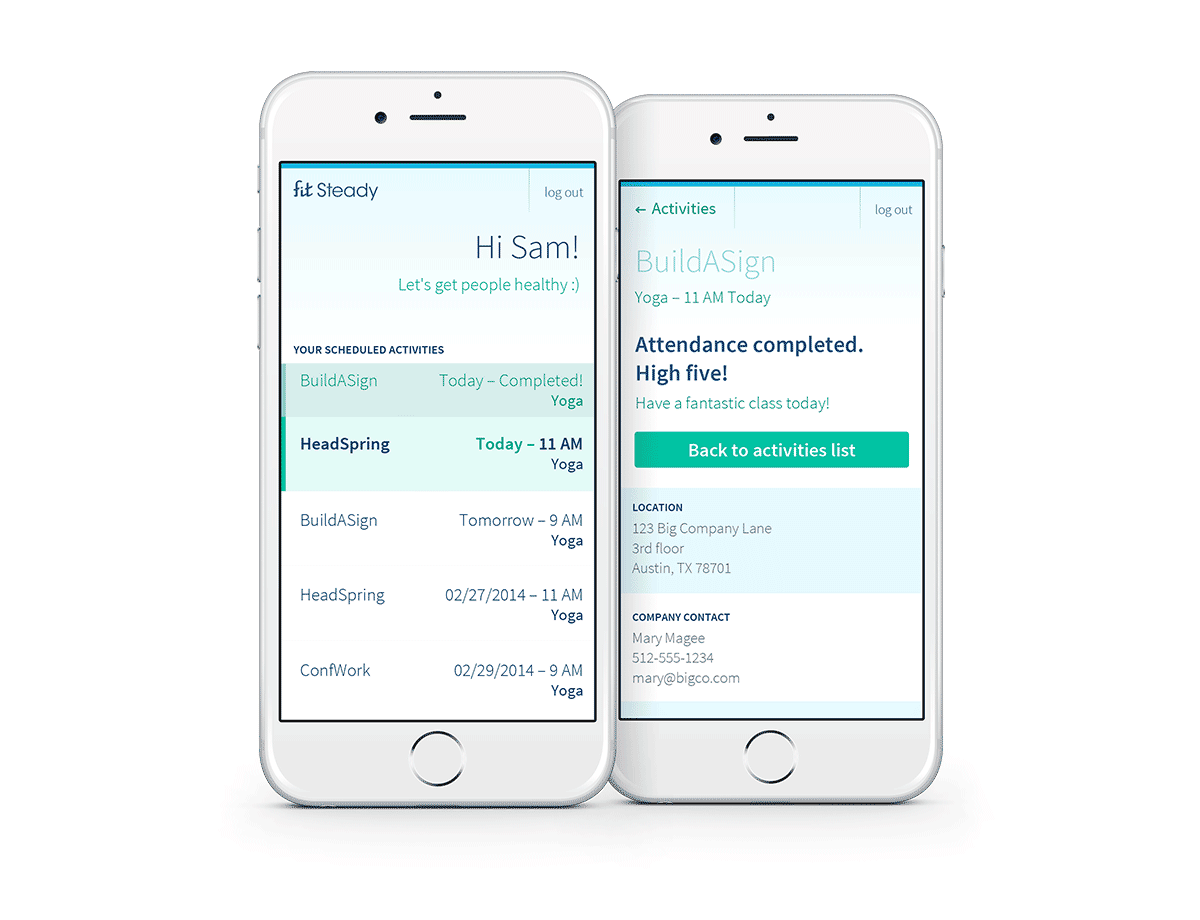 fit Steady
log out
Hi Sam!
Let's get people healthy :)
YOUR SCHEDULED ACTIVITIES
BuildASign Today – Completed!
Yoga
HeadSpring Today – 11 AM
Yoga
BuildASign Tomorrow – 9 AM
Yoga
HeadSpring 02/27/2014 – 11 AM
Yoga
ConfWork 02/29/2014 – 9 AM
Yoga
← Activities
log out
BuildASign
Yoga – 11 AM Today
Attendance completed.
High five!
Have a fantastic class today!
Back to activities list
LOCATION
123 Big Company Lane
3rd floor
Austin, TX 78701
COMPANY CONTACT
Mary Magee
512-555-1234
mary@bigco.com